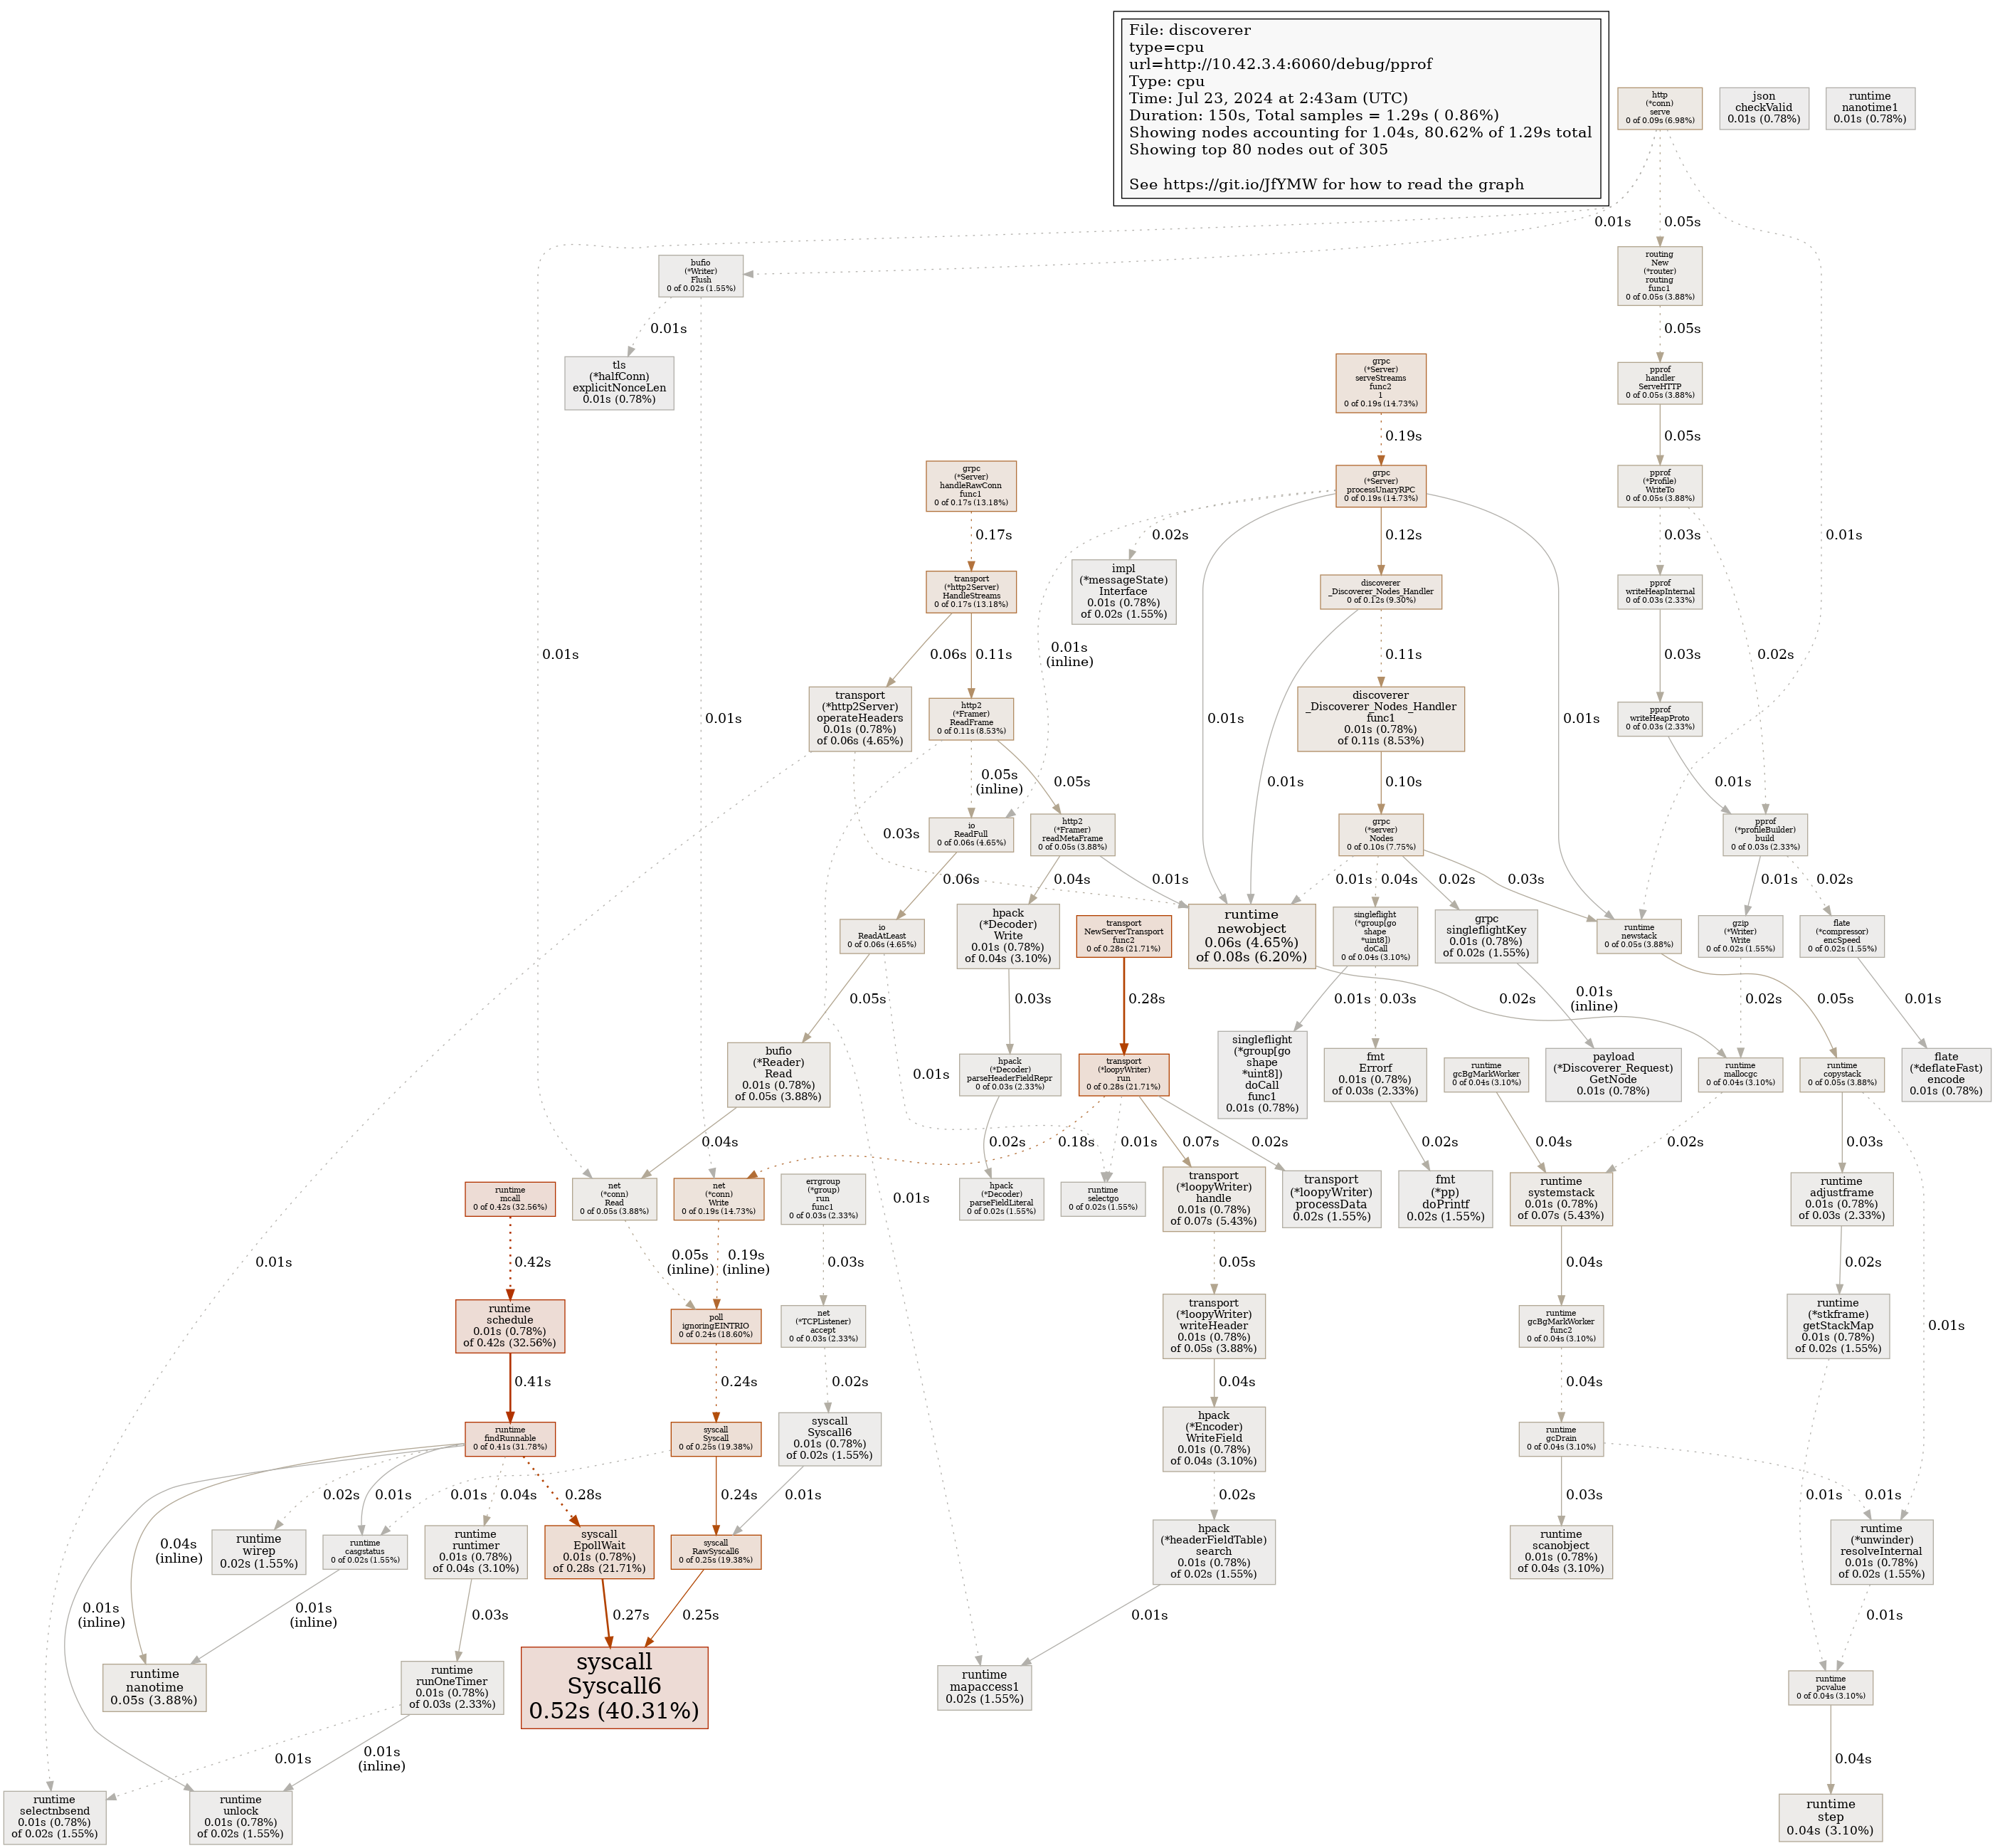 File: discoverer
type=cpu
url=http://10.42.3.4:6060/debug/pprof
Type: cpu
Time: Jul 23, 2024 at 2:43am (UTC)
Duration: 150s, Total samples = 1.29s ( 0.86%)
Showing nodes accounting for 1.04s, 80.62% of 1.29s total
Showing top 80 nodes out of 305
See https://git.io/JfYMW for how to read the graph
http
(*conn)
serve
0 of 0.09s (6.98%)
json
checkValid
0.01s (0.78%)
runtime
nanotime1
0.01s (0.78%)
0.01s
0.05s
bufio
(*Writer)
Flush
0 of 0.02s (1.55%)
routing
New
(*router)
routing
func1
0 of 0.05s (3.88%)
0.01s
0.05s
tls
(*halfConn)
explicitNonceLen
0.01s (0.78%)
grpc
(*Server)
serveStreams
func2
1
0 of 0.19s (14.73%)
pprof
handler
ServeHTTP
0 of 0.05s (3.88%)
0.19s
0.05s
grpc
(*Server)
handleRawConn
func1
0 of 0.17s (13.18%)
grpc
(*Server)
processUnaryRPC
0 of 0.19s (14.73%)
pprof
(*Profile)
WriteTo
0 of 0.05s (3.88%)
0.17s
0.02s
0.12s
0.01s
0.03s
transport
(*http2Server)
HandleStreams
0 of 0.17s (13.18%)
impl
(*messageState)
Interface
0.01s (0.78%)
of 0.02s (1.55%)
discoverer
_Discoverer_Nodes_Handler
0 of 0.12s (9.30%)
pprof
writeHeapInternal
0 of 0.03s (2.33%)
0.01s
0.06s
0.11s
0.01s
(inline)
0.11s
0.02s
0.03s
transport
(*http2Server)
operateHeaders
0.01s (0.78%)
of 0.06s (4.65%)
http2
(*Framer)
ReadFrame
0 of 0.11s (8.53%)
discoverer
_Discoverer_Nodes_Handler
func1
0.01s (0.78%)
of 0.11s (8.53%)
pprof
writeHeapProto
0 of 0.03s (2.33%)
0.01s
0.01s
0.01s
0.01s
0.05s
(inline)
0.05s
0.10s
0.01s
io
ReadFull
0 of 0.06s (4.65%)
http2
(*Framer)
readMetaFrame
0 of 0.05s (3.88%)
grpc
(*server)
Nodes
0 of 0.10s (7.75%)
pprof
(*profileBuilder)
build
0 of 0.03s (2.33%)
0.03s
0.06s
0.04s
0.01s
0.01s
0.04s
0.02s
0.03s
0.01s
0.02s
io
ReadAtLeast
0 of 0.06s (4.65%)
hpack
(*Decoder)
Write
0.01s (0.78%)
of 0.04s (3.10%)
transport
NewServerTransport
func2
0 of 0.28s (21.71%)
runtime
newobject
0.06s (4.65%)
of 0.08s (6.20%)
singleflight
(*group[go
shape
*uint8])
doCall
0 of 0.04s (3.10%)
grpc
singleflightKey
0.01s (0.78%)
of 0.02s (1.55%)
runtime
newstack
0 of 0.05s (3.88%)
gzip
(*Writer)
Write
0 of 0.02s (1.55%)
flate
(*compressor)
encSpeed
0 of 0.02s (1.55%)
0.05s
0.03s
0.28s
0.01s
0.03s
0.02s
0.01s
(inline)
0.02s
0.05s
0.01s
bufio
(*Reader)
Read
0.01s (0.78%)
of 0.05s (3.88%)
0.01s
hpack
(*Decoder)
parseHeaderFieldRepr
0 of 0.03s (2.33%)
transport
(*loopyWriter)
run
0 of 0.28s (21.71%)
singleflight
(*group[go
shape
*uint8])
doCall
func1
0.01s (0.78%)
fmt
Errorf
0.01s (0.78%)
of 0.03s (2.33%)
runtime
gcBgMarkWorker
0 of 0.04s (3.10%)
payload
(*Discoverer_Request)
GetNode
0.01s (0.78%)
runtime
mallocgc
0 of 0.04s (3.10%)
runtime
copystack
0 of 0.05s (3.88%)
flate
(*deflateFast)
encode
0.01s (0.78%)
0.04s
0.02s
0.18s
0.01s
0.07s
0.02s
0.02s
0.04s
0.02s
0.03s
runtime
mcall
0 of 0.42s (32.56%)
net
(*conn)
Read
0 of 0.05s (3.88%)
net
(*conn)
Write
0 of 0.19s (14.73%)
errgroup
(*group)
run
func1
0 of 0.03s (2.33%)
0.01s
hpack
(*Decoder)
parseFieldLiteral
0 of 0.02s (1.55%)
runtime
selectgo
0 of 0.02s (1.55%)
transport
(*loopyWriter)
handle
0.01s (0.78%)
of 0.07s (5.43%)
transport
(*loopyWriter)
processData
0.02s (1.55%)
fmt
(*pp)
doPrintf
0.02s (1.55%)
runtime
systemstack
0.01s (0.78%)
of 0.07s (5.43%)
runtime
adjustframe
0.01s (0.78%)
of 0.03s (2.33%)
0.01s
0.42s
0.05s
(inline)
0.19s
(inline)
0.03s
0.05s
0.04s
0.02s
runtime
schedule
0.01s (0.78%)
of 0.42s (32.56%)
poll
ignoringEINTRIO
0 of 0.24s (18.60%)
net
(*TCPListener)
accept
0 of 0.03s (2.33%)
transport
(*loopyWriter)
writeHeader
0.01s (0.78%)
of 0.05s (3.88%)
runtime
gcBgMarkWorker
func2
0 of 0.04s (3.10%)
runtime
(*stkframe)
getStackMap
0.01s (0.78%)
of 0.02s (1.55%)
0.01s
0.41s
0.24s
0.02s
0.04s
0.04s
runtime
findRunnable
0 of 0.41s (31.78%)
syscall
Syscall
0 of 0.25s (19.38%)
syscall
Syscall6
0.01s (0.78%)
of 0.02s (1.55%)
hpack
(*Encoder)
WriteField
0.01s (0.78%)
of 0.04s (3.10%)
runtime
gcDrain
0 of 0.04s (3.10%)
0.04s
(inline)
0.02s
0.01s
0.01s
0.04s
0.28s
0.24s
0.01s
0.02s
0.03s
0.01s
0.01s
runtime
wirep
0.02s (1.55%)
runtime
casgstatus
0 of 0.02s (1.55%)
runtime
runtimer
0.01s (0.78%)
of 0.04s (3.10%)
syscall
EpollWait
0.01s (0.78%)
of 0.28s (21.71%)
syscall
RawSyscall6
0 of 0.25s (19.38%)
hpack
(*headerFieldTable)
search
0.01s (0.78%)
of 0.02s (1.55%)
runtime
scanobject
0.01s (0.78%)
of 0.04s (3.10%)
runtime
(*unwinder)
resolveInternal
0.01s (0.78%)
of 0.02s (1.55%)
0.01s
(inline)
0.01s
(inline)
0.03s
0.27s
0.25s
0.01s
0.01s
runtime
nanotime
0.05s (3.88%)
runtime
runOneTimer
0.01s (0.78%)
of 0.03s (2.33%)
syscall
Syscall6
0.52s (40.31%)
runtime
mapaccess1
0.02s (1.55%)
runtime
pcvalue
0 of 0.04s (3.10%)
0.01s
0.01s
(inline)
0.04s
runtime
selectnbsend
0.01s (0.78%)
of 0.02s (1.55%)
runtime
unlock
0.01s (0.78%)
of 0.02s (1.55%)
runtime
step
0.04s (3.10%)